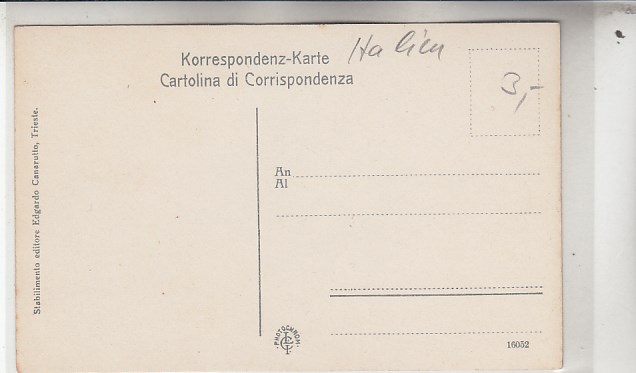 Korrespondenz-Karte
Italien
Cartolina di Corrispondenza
3,-
An
Al
Stabilimento editore Edgardo Canarutto, Trieste.
PHOTOCHROM
16052